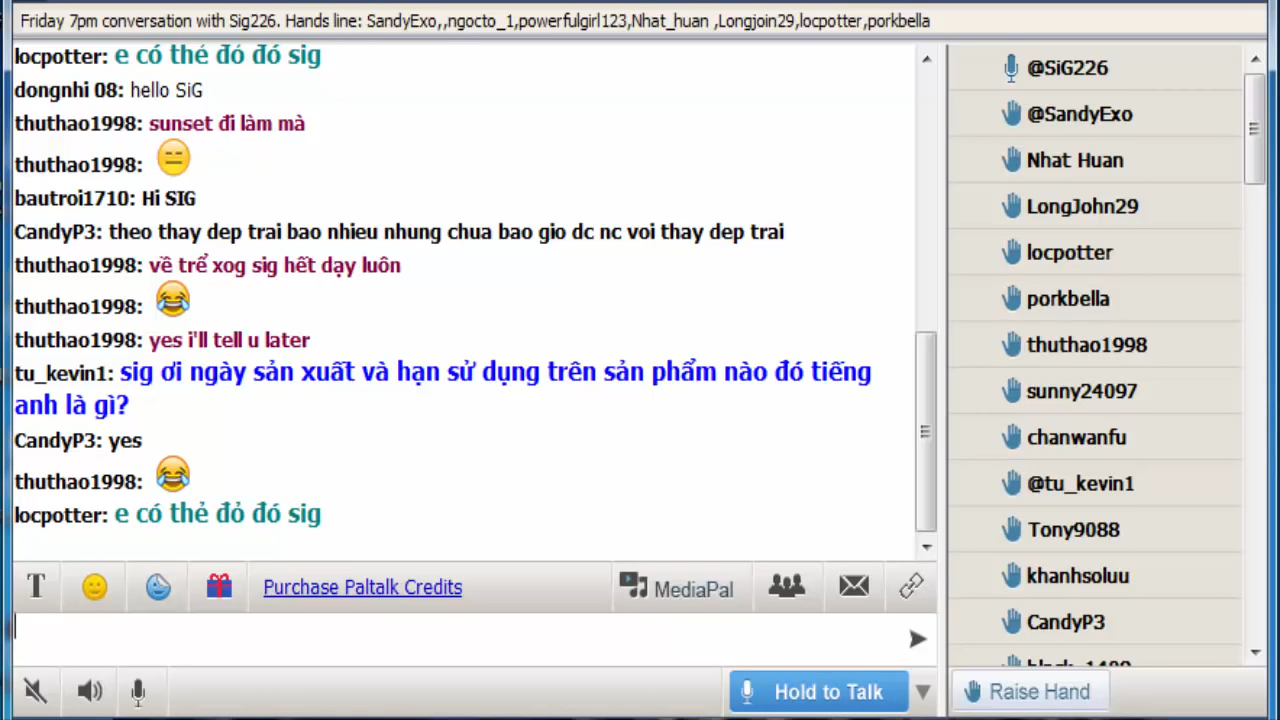 Friday 7pm conversation with Sig226. Hands line: SandyExo,,ngocto_1,powerfulgirl123,Nhat_huan ,Longjoin29,locpotter,porkbella
locpotter: e có thẻ đỏ đó sig
dongnhi 08: hello SiG
thuthao1998: sunset đi làm mà
thuthao1998:
bautroi1710: Hi SIG
CandyP3: theo thay dep trai bao nhieu nhung chua bao gio dc nc voi thay dep trai
thuthao1998: về trể xog sig hết dạy luôn
thuthao1998:
thuthao1998: yes i'll tell u later
tu_kevin1: sig ơi ngày sản xuất và hạn sử dụng trên sản phẩm nào đó tiếng
anh là gì?
CandyP3: yes
thuthao1998:
locpotter: e có thẻ đỏ đó sig
T
Purchase Paltalk Credits
MediaPal
Hold to Talk
@SiG226
@SandyExo
Nhat Huan
LongJohn29
locpotter
porkbella
thuthao1998
sunny24097
chanwanfu
@tu_kevin1
Tony9088
khanhsoluu
CandyP3
Raise Hand